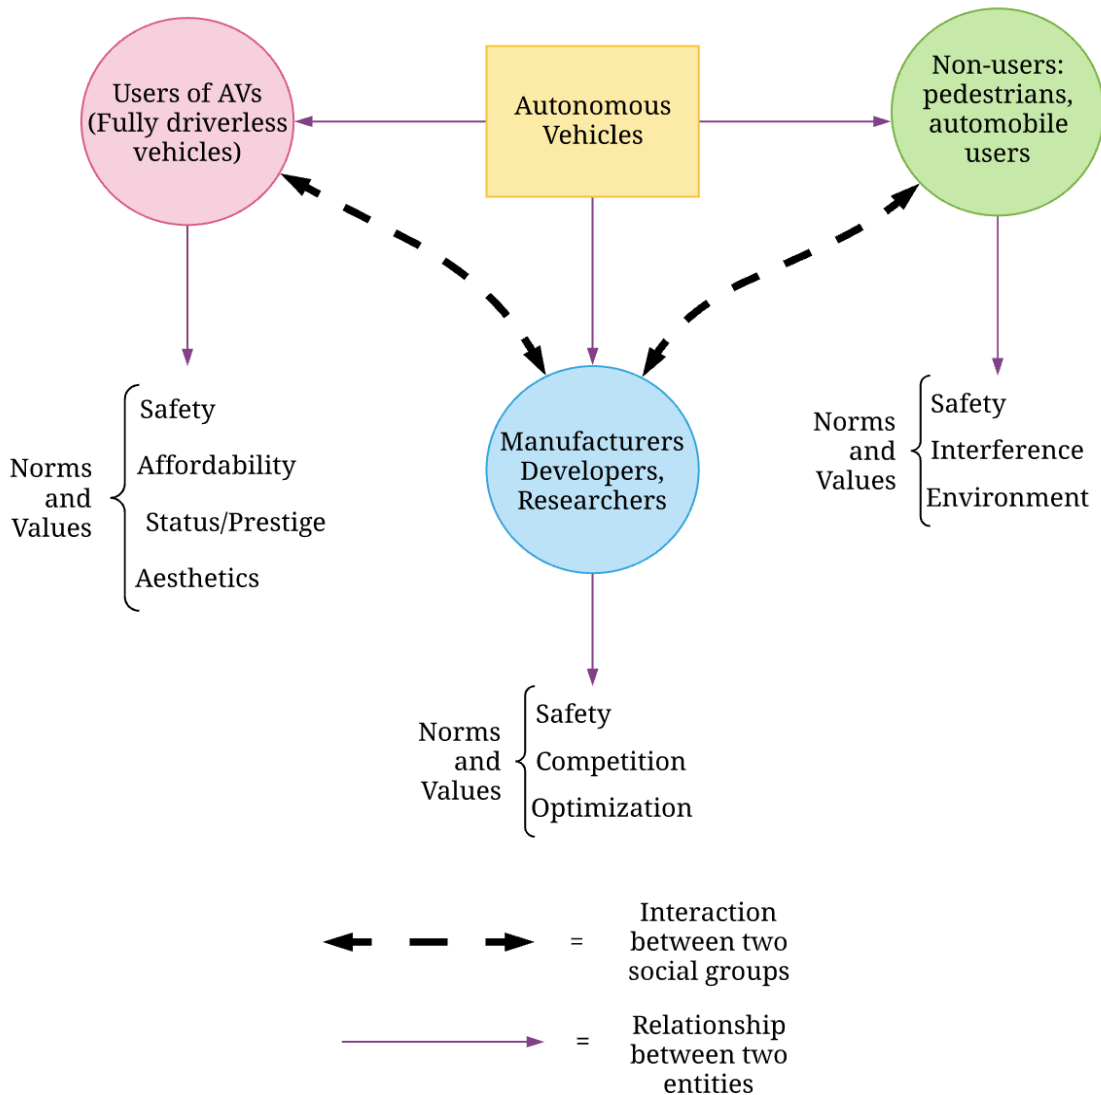 Users of AVs
(Fully driverless
vehicles)
Autonomous
Vehicles
Non-users:
pedestrians,
automobile
users
Manufacturers
Developers,
Researchers
Norms
and
Values
Safety
Affordability
Status/Prestige
Aesthetics
Norms
and
Values
Safety
Interference
Environment
Norms
and
Values
Safety
Competition
Optimization
=
Interaction
between two
social groups
=
Relationship
between two
entities